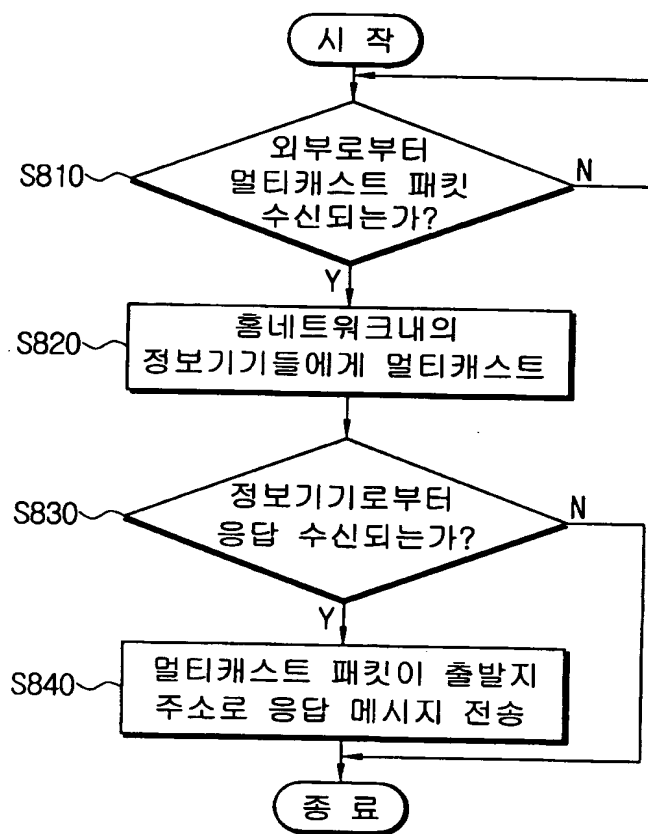 시 작
S810
외부로부터
멀티캐스트 패킷
수신되는가?
N
Y
S820
홈네트워크내의
정보기기들에게 멀티캐스트
S830
정보기기로부터
응답 수신되는가?
N
Y
S840
멀티캐스트 패킷이 출발지
주소로 응답 메시지 전송
종 료